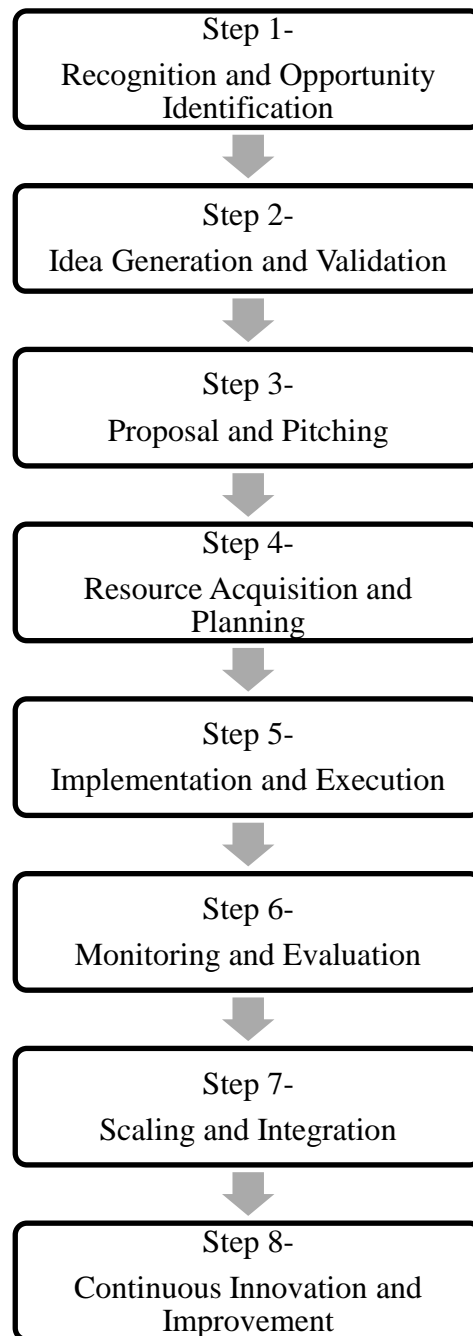 Step 1-
Recognition and Opportunity
Identification
Step 2-
Idea Generation and Validation
Step 3-
Proposal and Pitching
Step 4-
Resource Acquisition and
Planning
Step 5-
Implementation and Execution
Step 6-
Monitoring and Evaluation
Step 7-
Scaling and Integration
Step 8-
Continuous Innovation and
Improvement